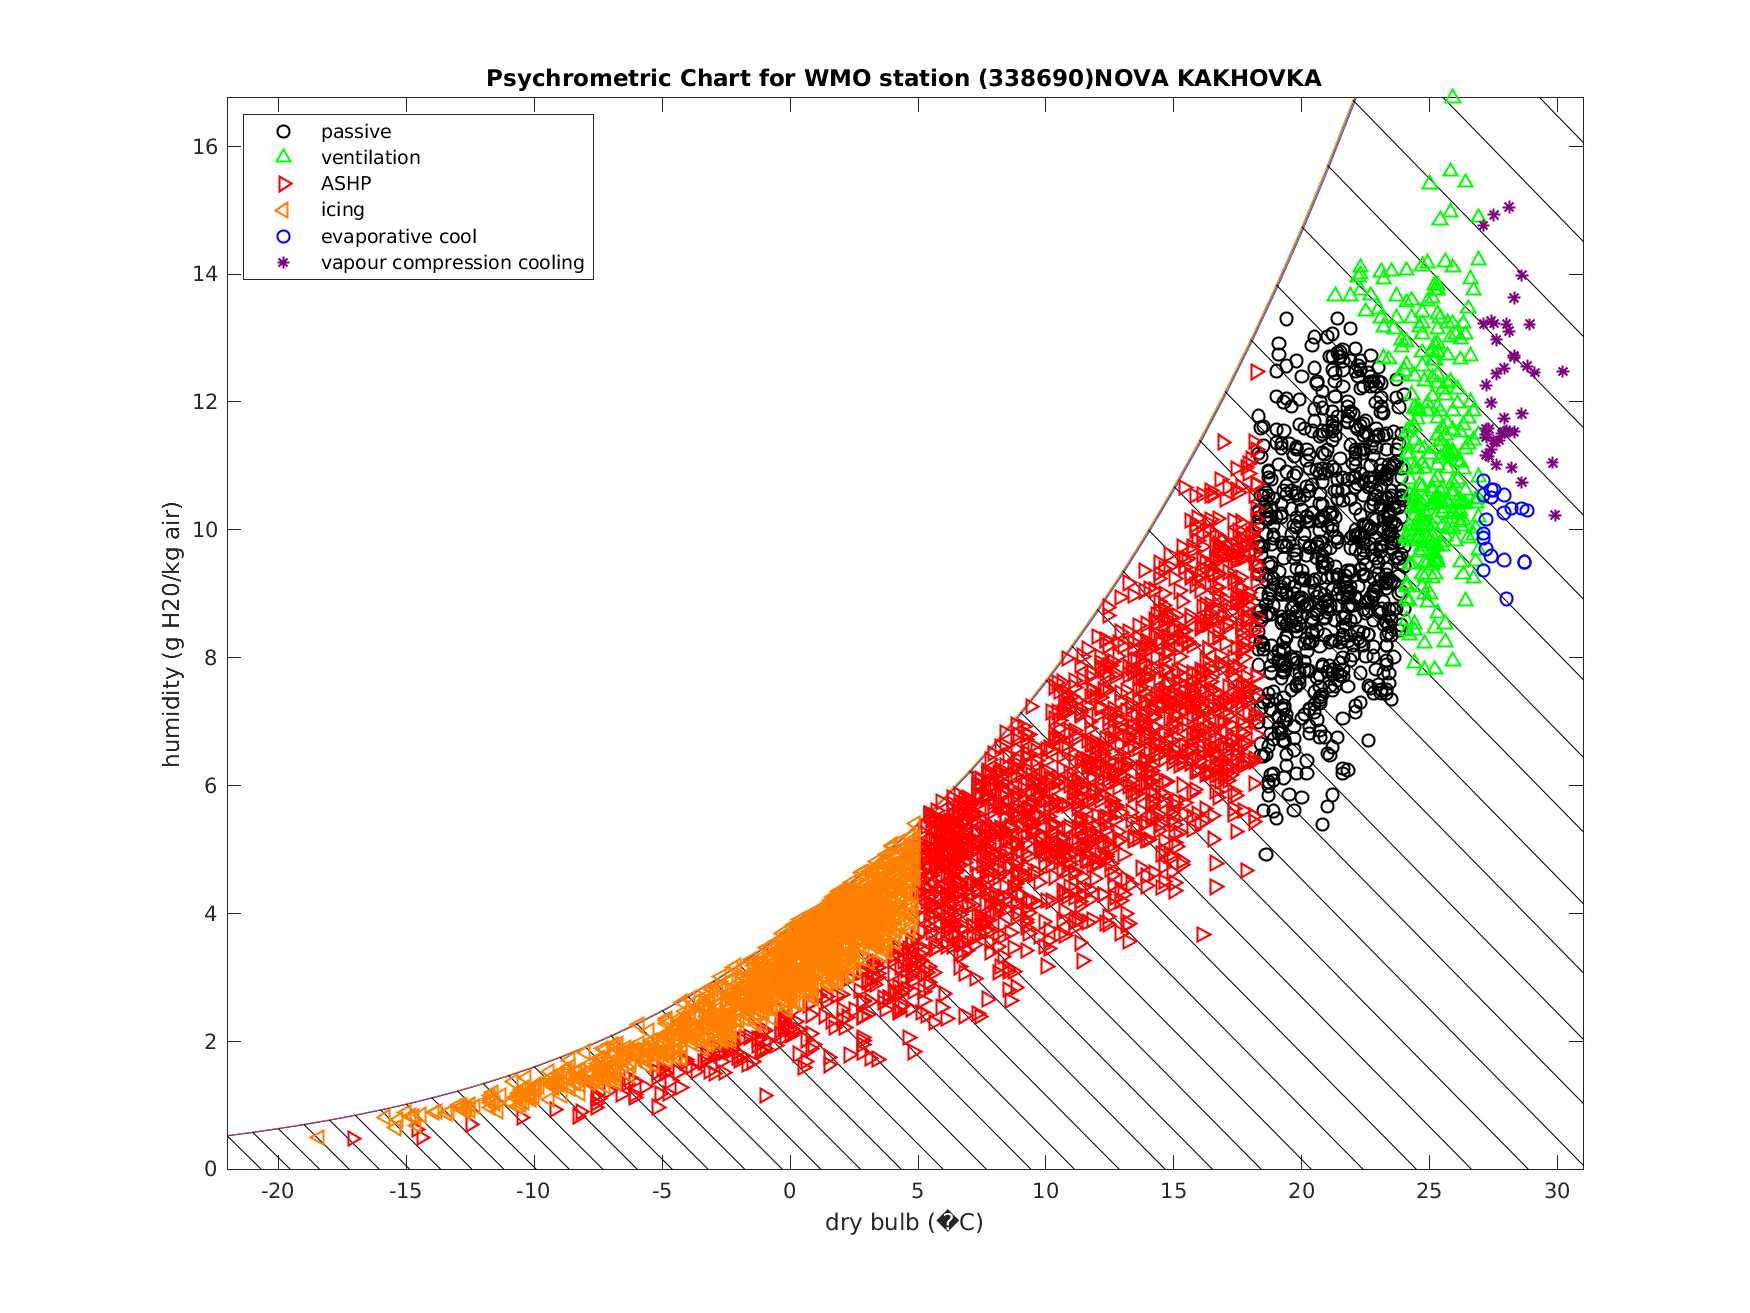 Psychrometric Chart for WMO station (338690)NOVA KAKHOVKA
passive
ventilation
ASHP
icing
evaporative cool
vapour compression cooling
humidity (g H20/kg air)
16
14
12
10
8
6
4
2
0
-20 -15 -10 -5 0 5 10 15 20 25 30
dry bulb (�C)